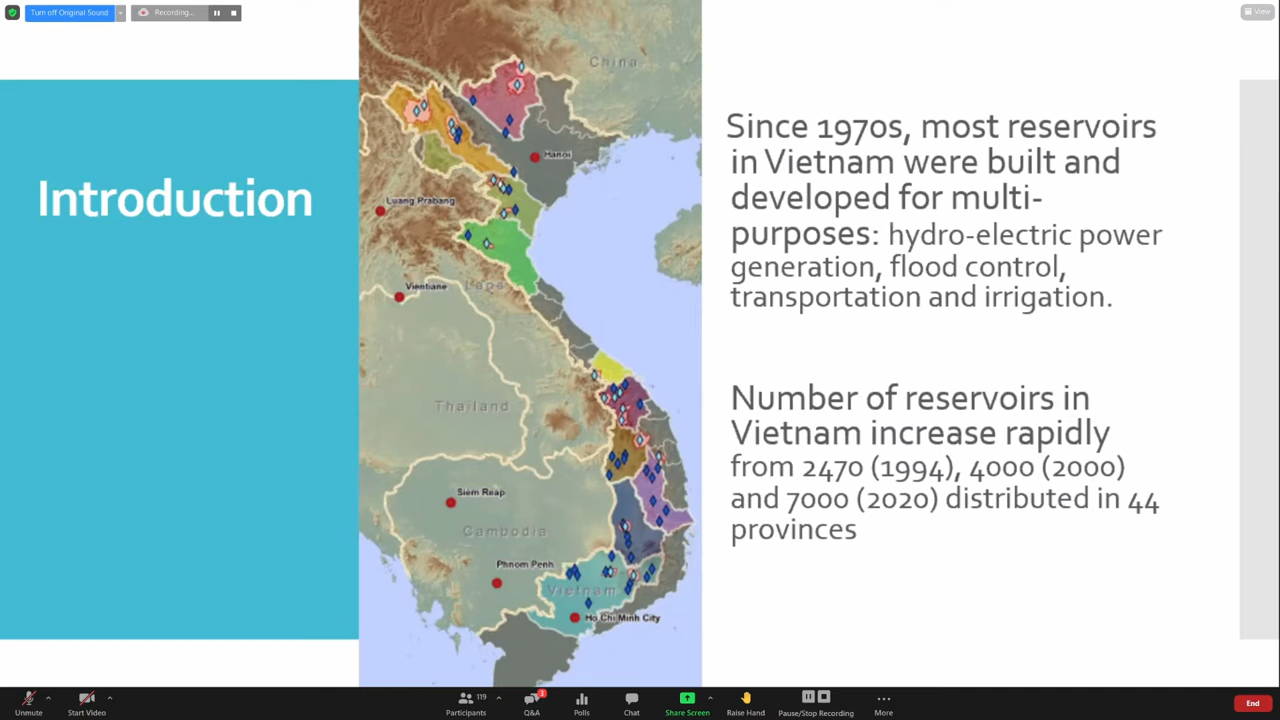 Turn off Original Sound
Recording...
View
Introduction
China
Hanoi
Luang Prabang
Vientiane
Laos
Thailand
Siem Reap
Cambodia
Phnom Penh
Vietnam
Ho Chi Minh City
Since 1970s, most reservoirs
in Vietnam were built and
developed for multi-
purposes: hydro-electric power
generation, flood control,
transportation and irrigation.
Number of reservoirs in
Vietnam increase rapidly
from 2470 (1994), 4000 (2000)
and 7000 (2020) distributed in 44
provinces
Unmute
Start Video
119
Participants
3
Q&A
Polls
Chat
Share Screen
Raise Hand
Pause/Stop Recording
More
End